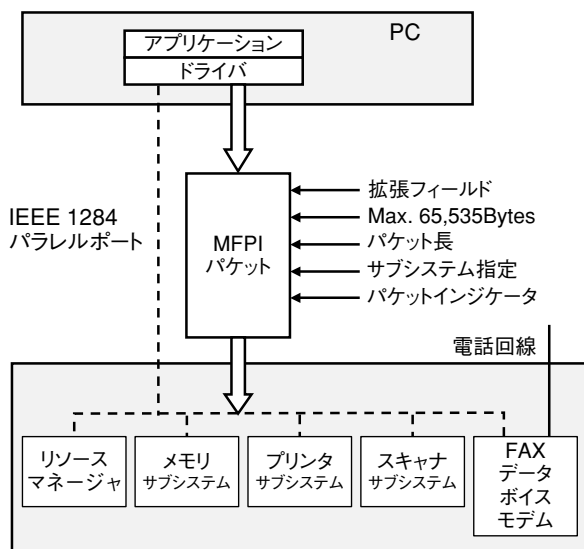 PC
アプリケーション
ドライバ
IEEE 1284
パラレルポート
MFPI
パケット
拡張フィールド
Max. 65,535Bytes
パケット長
サブシステム指定
パケットインジケータ
電話回線
リソース
マネージャ
メモリ
サブシステム
プリンタ
サブシステム
スキャナ
サブシステム
FAX
データ
ボイス
モデム